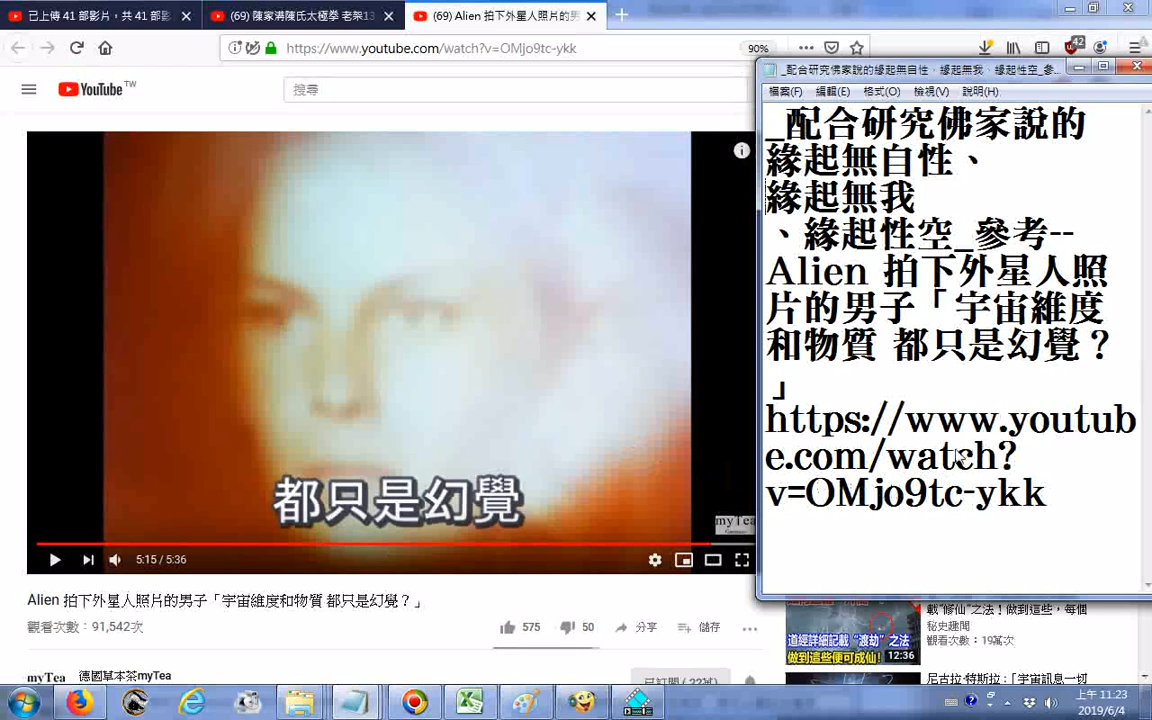 已上傳 41 部影片，共 41 部影
(69) 陳家溝陳氏太極拳 老架1
(69) Alien 拍下外星人照片的男
https://www.youtube.com/watch?v=OMjo9tc-ykk
90%
42
YouTube TW
搜尋
_配合研究佛家說的緣起無自性、緣起無我、緣起性空_參...
檔案(F) 編輯(E) 格式(O) 檢視(V) 說明(H)
_配合研究佛家說的
緣起無自性、
緣起無我
、緣起性空_參考--
Alien 拍下外星人照
片的男子「宇宙維度
和物質 都只是幻覺？
」
https://www.youtub
e.com/watch?
v=OMjo9tc-ykk
都只是幻覺
myTea
5:15 / 5:36
Alien 拍下外星人照片的男子「宇宙維度和物質 都只是幻覺？」
觀看次數：91,542次
575
50
分享
儲存
myTea
德國草本茶myTea
道經詳細記載“渡劫”之法
做到這些便可成仙!
12:36
載"修仙"之法！做到這些，每個
秘史趣聞
觀看次數：19萬次
尼古拉·特斯拉：「宇宙訊息一切
上午 11:23
2019/6/4